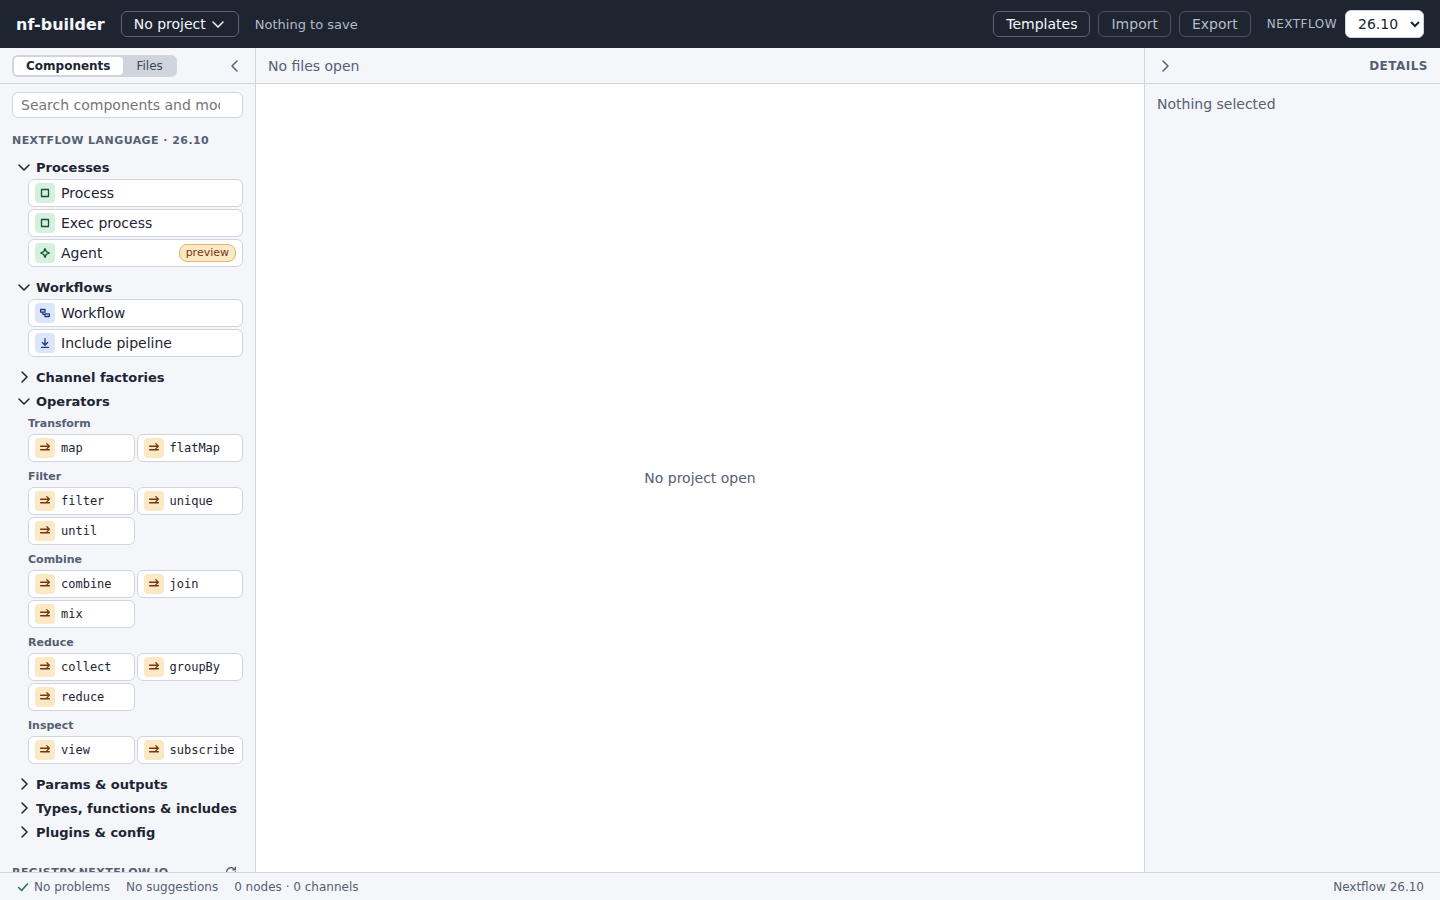 nf-builder
No project
Nothing to save
Templates
Import
Export
NEXTFLOW
26.10
Components
Files
No files open
DETAILS
Search components and mo
Nothing selected
NEXTFLOW LANGUAGE · 26.10
Processes
Process
Exec process
Agent
preview
Workflows
Workflow
Include pipeline
Channel factories
Operators
Transform
map
flatMap
Filter
filter
unique
until
Combine
combine
join
mix
No project open
Reduce
collect
groupBy
reduce
Inspect
view
subscribe
Params & outputs
Types, functions & includes
Plugins & config
REGISTRY.NEXTFLOW.IO
No problems
No suggestions
0 nodes · 0 channels
Nextflow 26.10